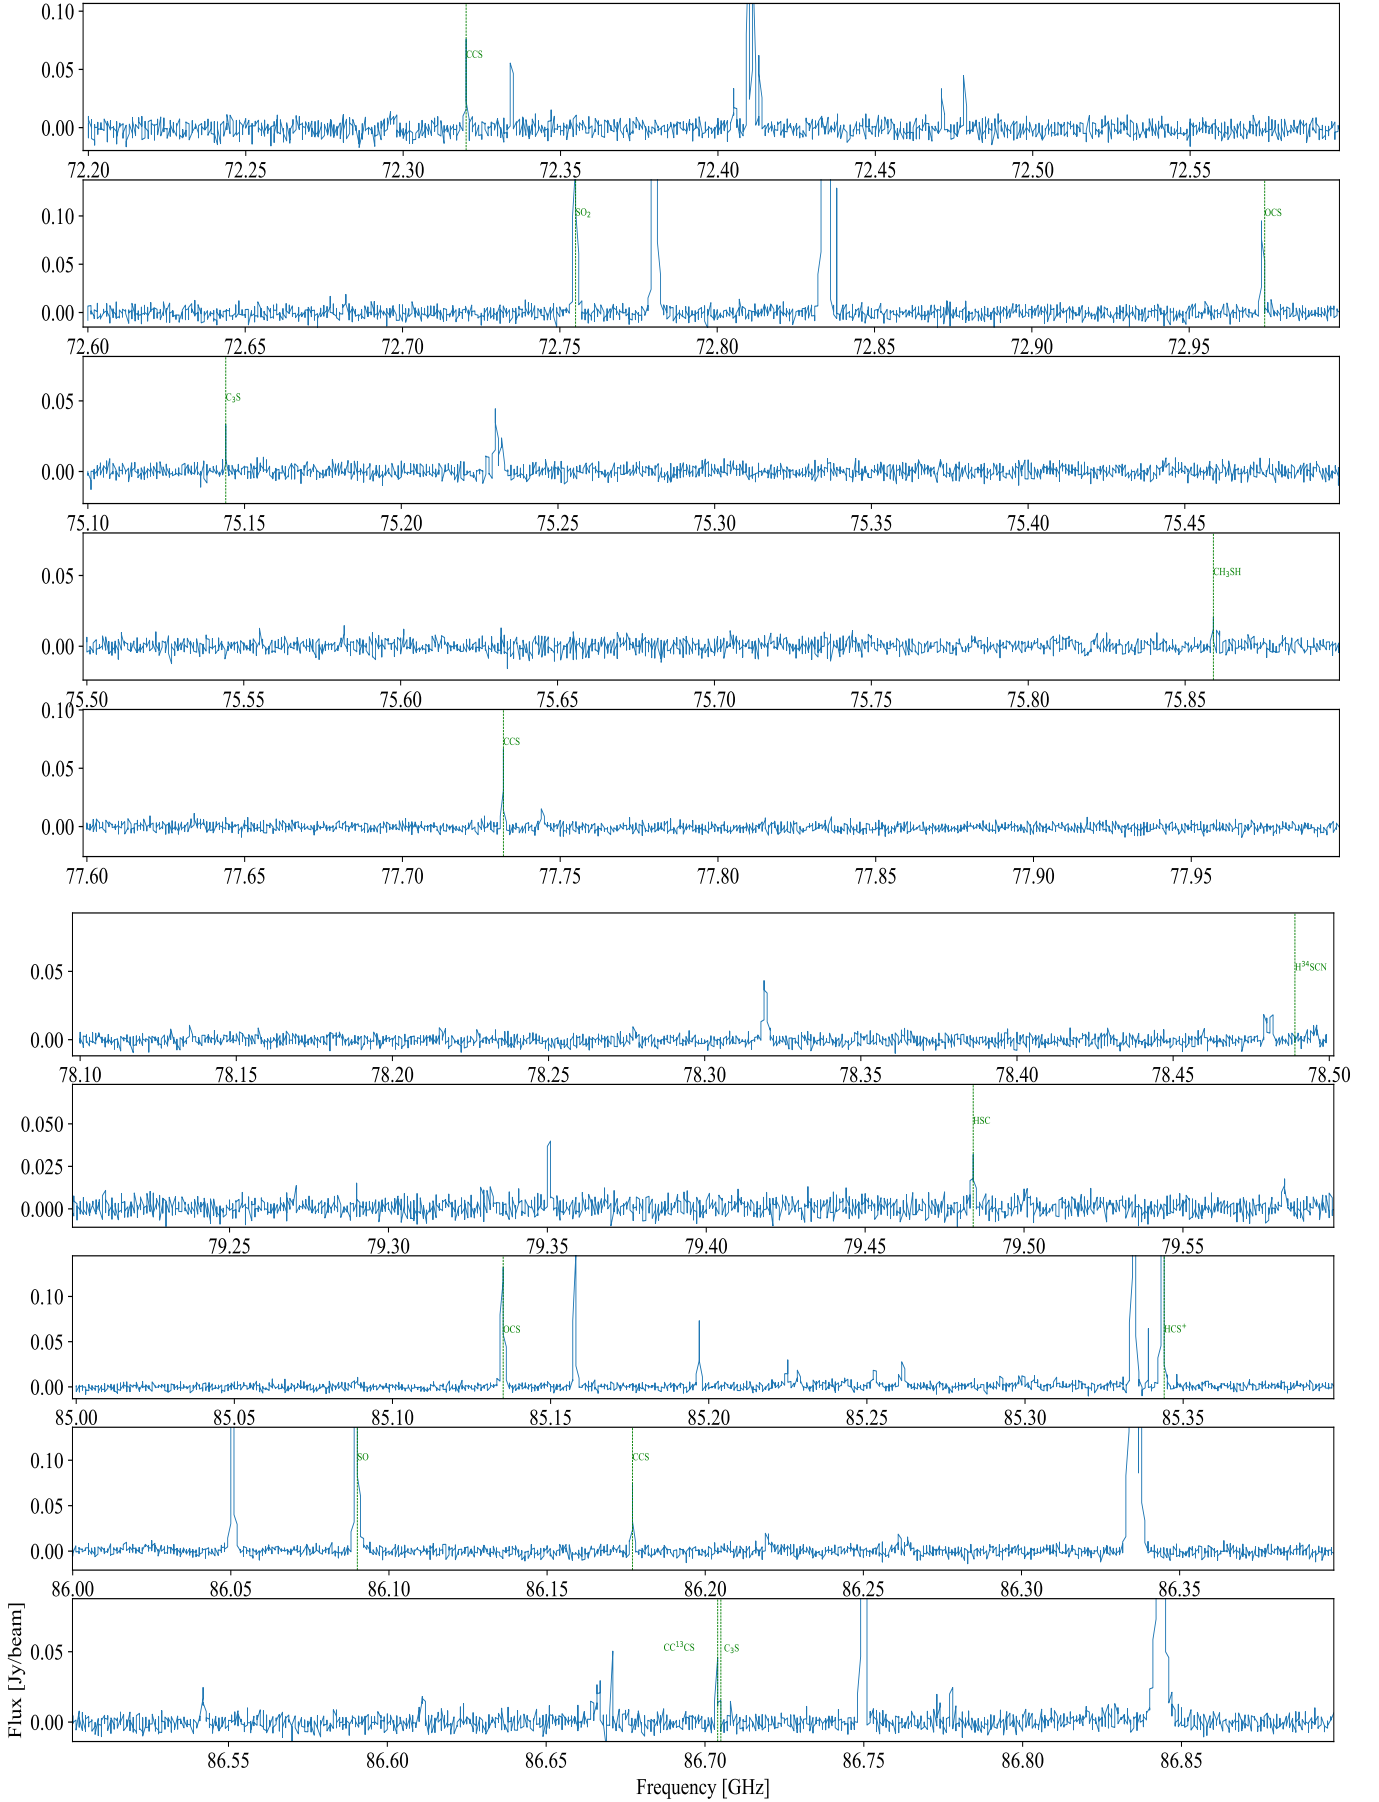 0.10
CCS
0.05
0.00
72.20 72.25 72.30 72.35 72.40 72.45 72.50 72.55
0.10
SO₂ OCS
0.05
0.00
72.60 72.65 72.70 72.75 72.80 72.85 72.90 72.95
0.05
C₃S
0.00
75.10 75.15 75.20 75.25 75.30 75.35 75.40 75.45
0.05
CH₃SH
0.00
75.50 75.55 75.60 75.65 75.70 75.75 75.80 75.85
0.10
CCS
0.05
0.00
77.60 77.65 77.70 77.75 77.80 77.85 77.90 77.95
0.05
H³⁴SCN
0.00
78.10 78.15 78.20 78.25 78.30 78.35 78.40 78.45 78.50
0.050
HSC
0.025
0.000
79.25 79.30 79.35 79.40 79.45 79.50 79.55
0.10
OCS HCS⁺
0.05
0.00
85.00 85.05 85.10 85.15 85.20 85.25 85.30 85.35
0.10
SO CCS
0.05
0.00
86.00 86.05 86.10 86.15 86.20 86.25 86.30 86.35
0.05
CC¹³CS C₃S
0.00
86.55 86.60 86.65 86.70 86.75 86.80 86.85
Flux [Jy/beam]
Frequency [GHz]